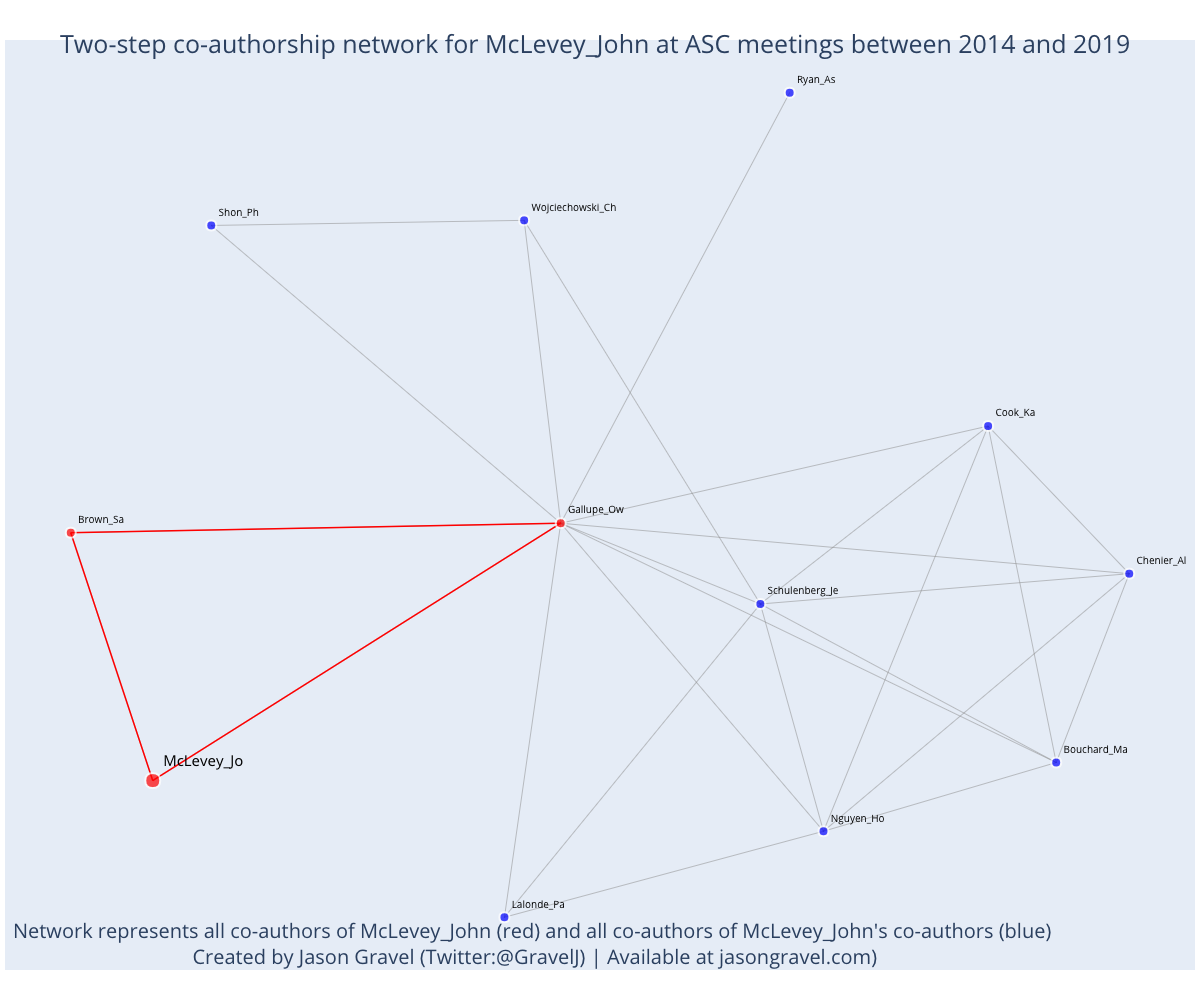 Two-step co-authorship network for McLevey_John at ASC meetings between 2014 and 2019
Ryan_As
Wojciechowski_Ch
Shon_Ph
Cook_Ka
Gallupe_Ow
Brown_Sa
Chenier_Al
Schulenberg_Je
Bouchard_Ma
McLevey_Jo
Nguyen_Ho
Lalonde_Pa
Network represents all co-authors of McLevey_John (red) and all co-authors of McLevey_John's co-authors (blue)
Created by Jason Gravel (Twitter:@GravelJ) | Available at jasongravel.com)